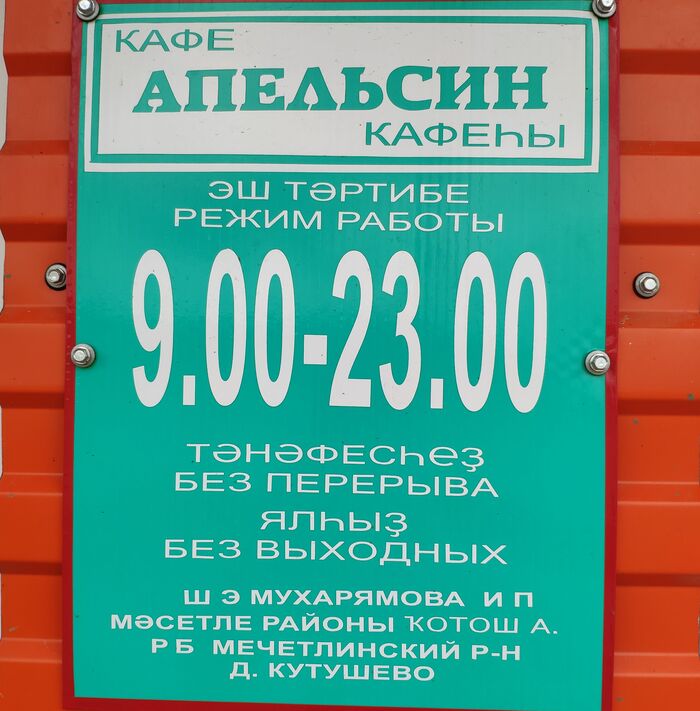 КАФЕ
АПЕЛЬСИН
КАФЕҺЫ
ЭШ ТӘРТИБЕ
РЕЖИМ РАБОТЫ
9.00-23.00
ТӘНӘФЕСҺеҙ
БЕЗ ПЕРЕРЫВА
ЯЛҺЫҘ
БЕЗ ВЫХОДНЫХ
Ш Э МУХАРЯМОВА И П
МӘСЕТЛЕ РАЙОНЫ ҠОТОШ А.
Р Б МЕЧЕТЛИНСКИЙ Р-Н
Д. КУТУШЕВО